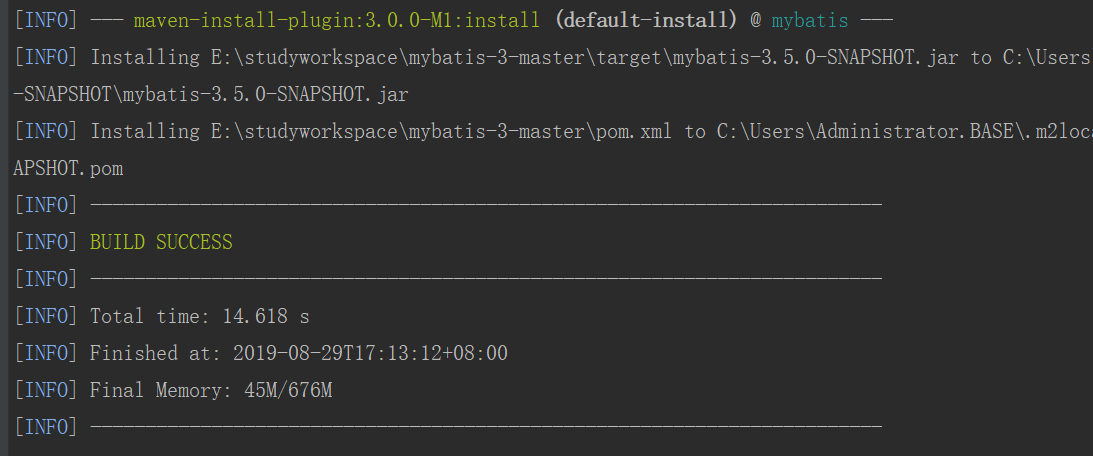 [INFO] --- maven-install-plugin:3.0.0-M1:install (default-install) @ mybatis ---
[INFO] Installing E:\studyworkspace\mybatis-3-master\target\mybatis-3.5.0-SNAPSHOT.jar to C:\Users
-SNAPSHOT\mybatis-3.5.0-SNAPSHOT.jar
[INFO] Installing E:\studyworkspace\mybatis-3-master\pom.xml to C:\Users\Administrator.BASE\.m2loca
APSHOT.pom
[INFO] ------------------------------------------------------------------------
[INFO] BUILD SUCCESS
[INFO] ------------------------------------------------------------------------
[INFO] Total time: 14.618 s
[INFO] Finished at: 2019-08-29T17:13:12+08:00
[INFO] Final Memory: 45M/676M
[INFO] ------------------------------------------------------------------------